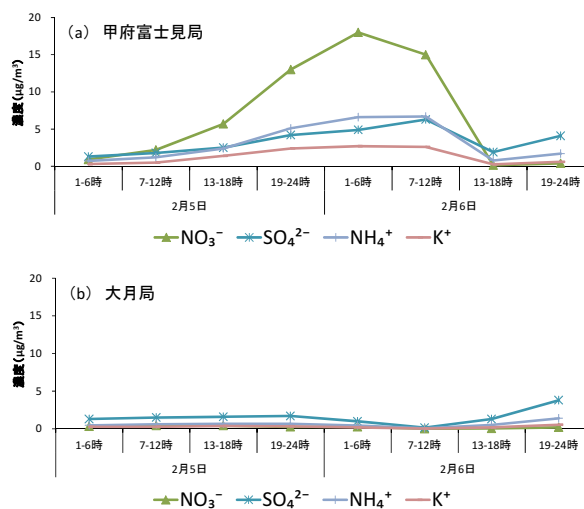 (a) 甲府富士見局
濃度(μg/m³)
20
15
10
5
0
1-6時 7-12時 13-18時 19-24時 1-6時 7-12時 13-18時 19-24時
2月5日 2月6日
NO₃⁻ SO₄²⁻ NH₄⁺ K⁺
(b) 大月局
濃度(μg/m³)
20
15
10
5
0
1-6時 7-12時 13-18時 19-24時 1-6時 7-12時 13-18時 19-24時
2月5日 2月6日
NO₃⁻ SO₄²⁻ NH₄⁺ K⁺